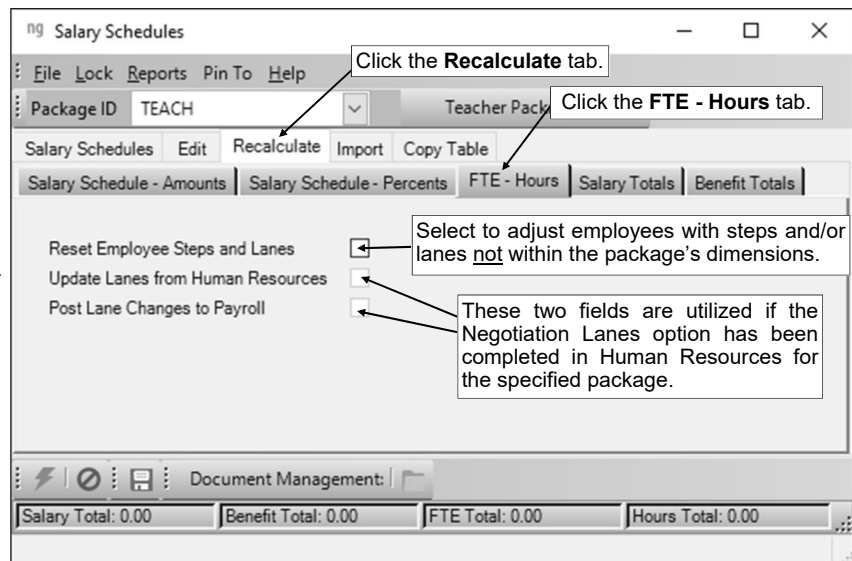 ng Salary Schedules
Click the Recalculate tab.
File Lock Reports Pin To Help
Package ID TEACH
Teacher Pack
Click the FTE - Hours tab.
Salary Schedules Edit Recalculate Import Copy Table
Salary Schedule - Amounts Salary Schedule - Percents FTE - Hours Salary Totals Benefit Totals
Reset Employee Steps and Lanes
Select to adjust employees with steps and/or
lanes not within the package's dimensions.
Update Lanes from Human Resources
Post Lane Changes to Payroll
These two fields are utilized if the
Negotiation Lanes option has been
completed in Human Resources for
the specified package.
Document Management:
Salary Total: 0.00 Benefit Total: 0.00 FTE Total: 0.00 Hours Total: 0.00